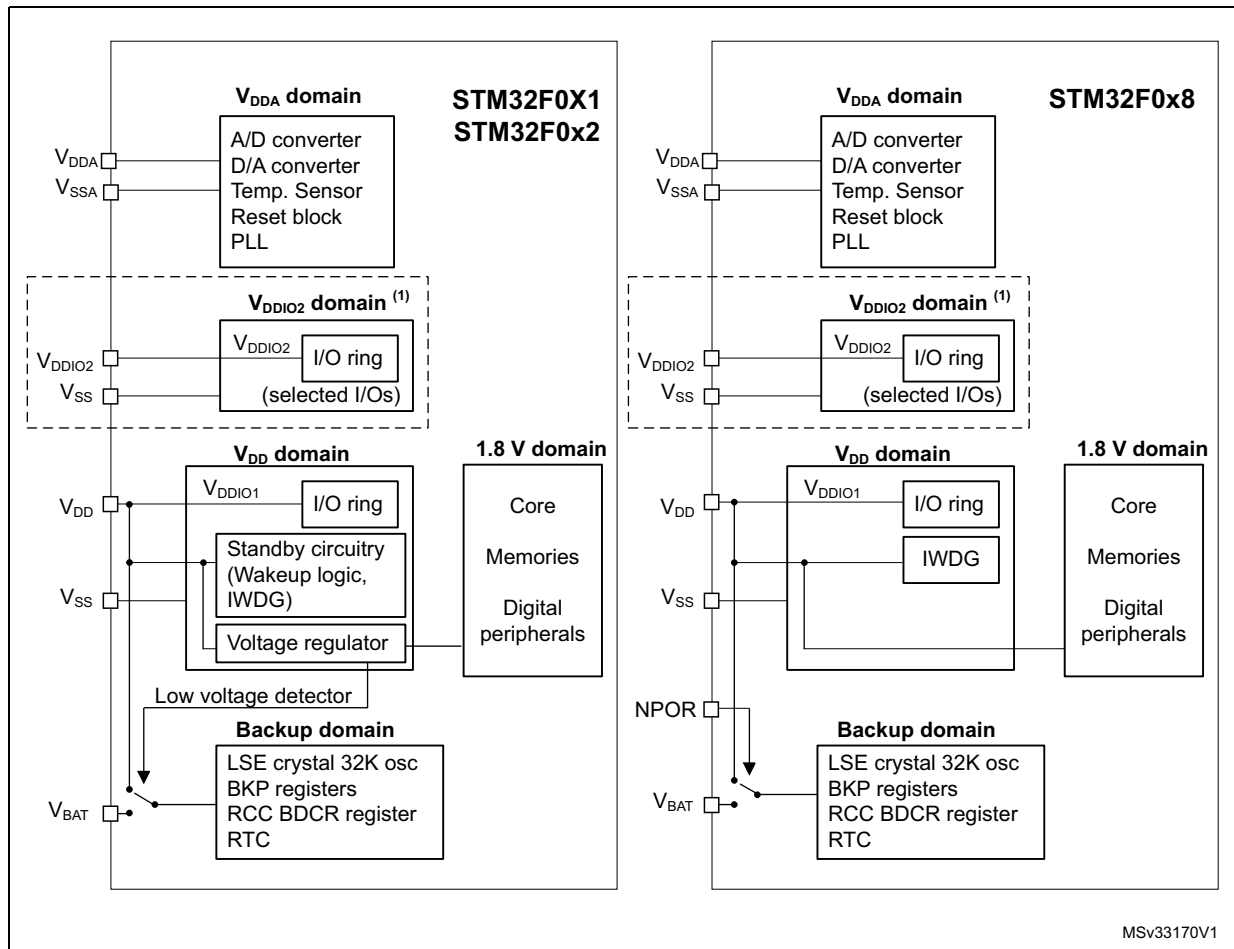 STM32F0X1
STM32F0x2
VDDA domain
A/D converter
D/A converter
Temp. Sensor
Reset block
PLL
VDDA
VSSA
VDDIO2 domain (1)
VDDIO2
VDDIO2
I/O ring
VSS
(selected I/Os)
VDD domain
VDD
VDDIO1
I/O ring
Standby circuitry
(Wakeup logic,
IWDG)
VSS
Voltage regulator
1.8 V domain
Core
Memories
Digital
peripherals
Low voltage detector
Backup domain
LSE crystal 32K osc
BKP registers
RCC BDCR register
RTC
VBAT
STM32F0x8
VDDA domain
A/D converter
D/A converter
Temp. Sensor
Reset block
PLL
VDDA
VSSA
VDDIO2 domain (1)
VDDIO2
VDDIO2
I/O ring
VSS
(selected I/Os)
VDD domain
VDD
VDDIO1
I/O ring
IWDG
VSS
1.8 V domain
Core
Memories
Digital
peripherals
NPOR
Backup domain
LSE crystal 32K osc
BKP registers
RCC BDCR register
RTC
VBAT
MSv33170V1